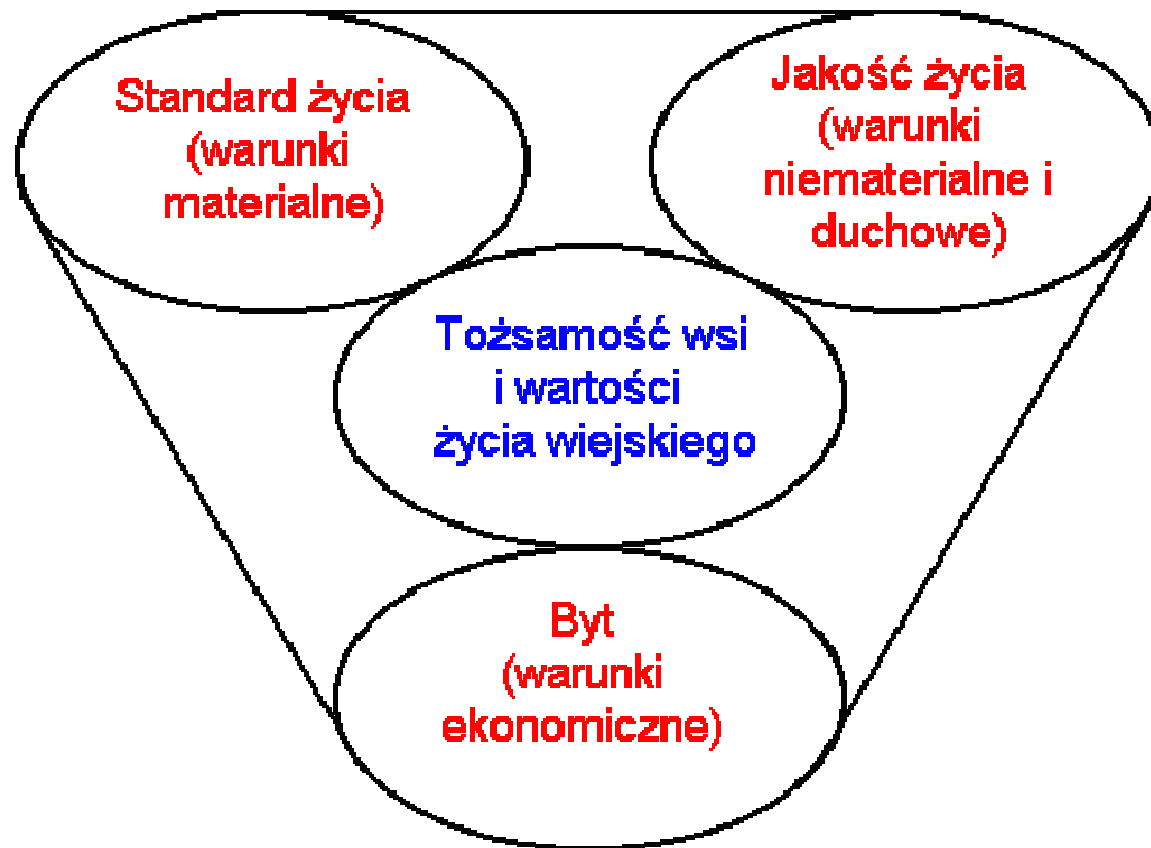 Standard życia
(warunki
materialne)
Jakość życia
(warunki
niematerialne i
duchowe)
Tożsamość wsi
i wartości
życia wiejskiego
Byt
(warunki
ekonomiczne)